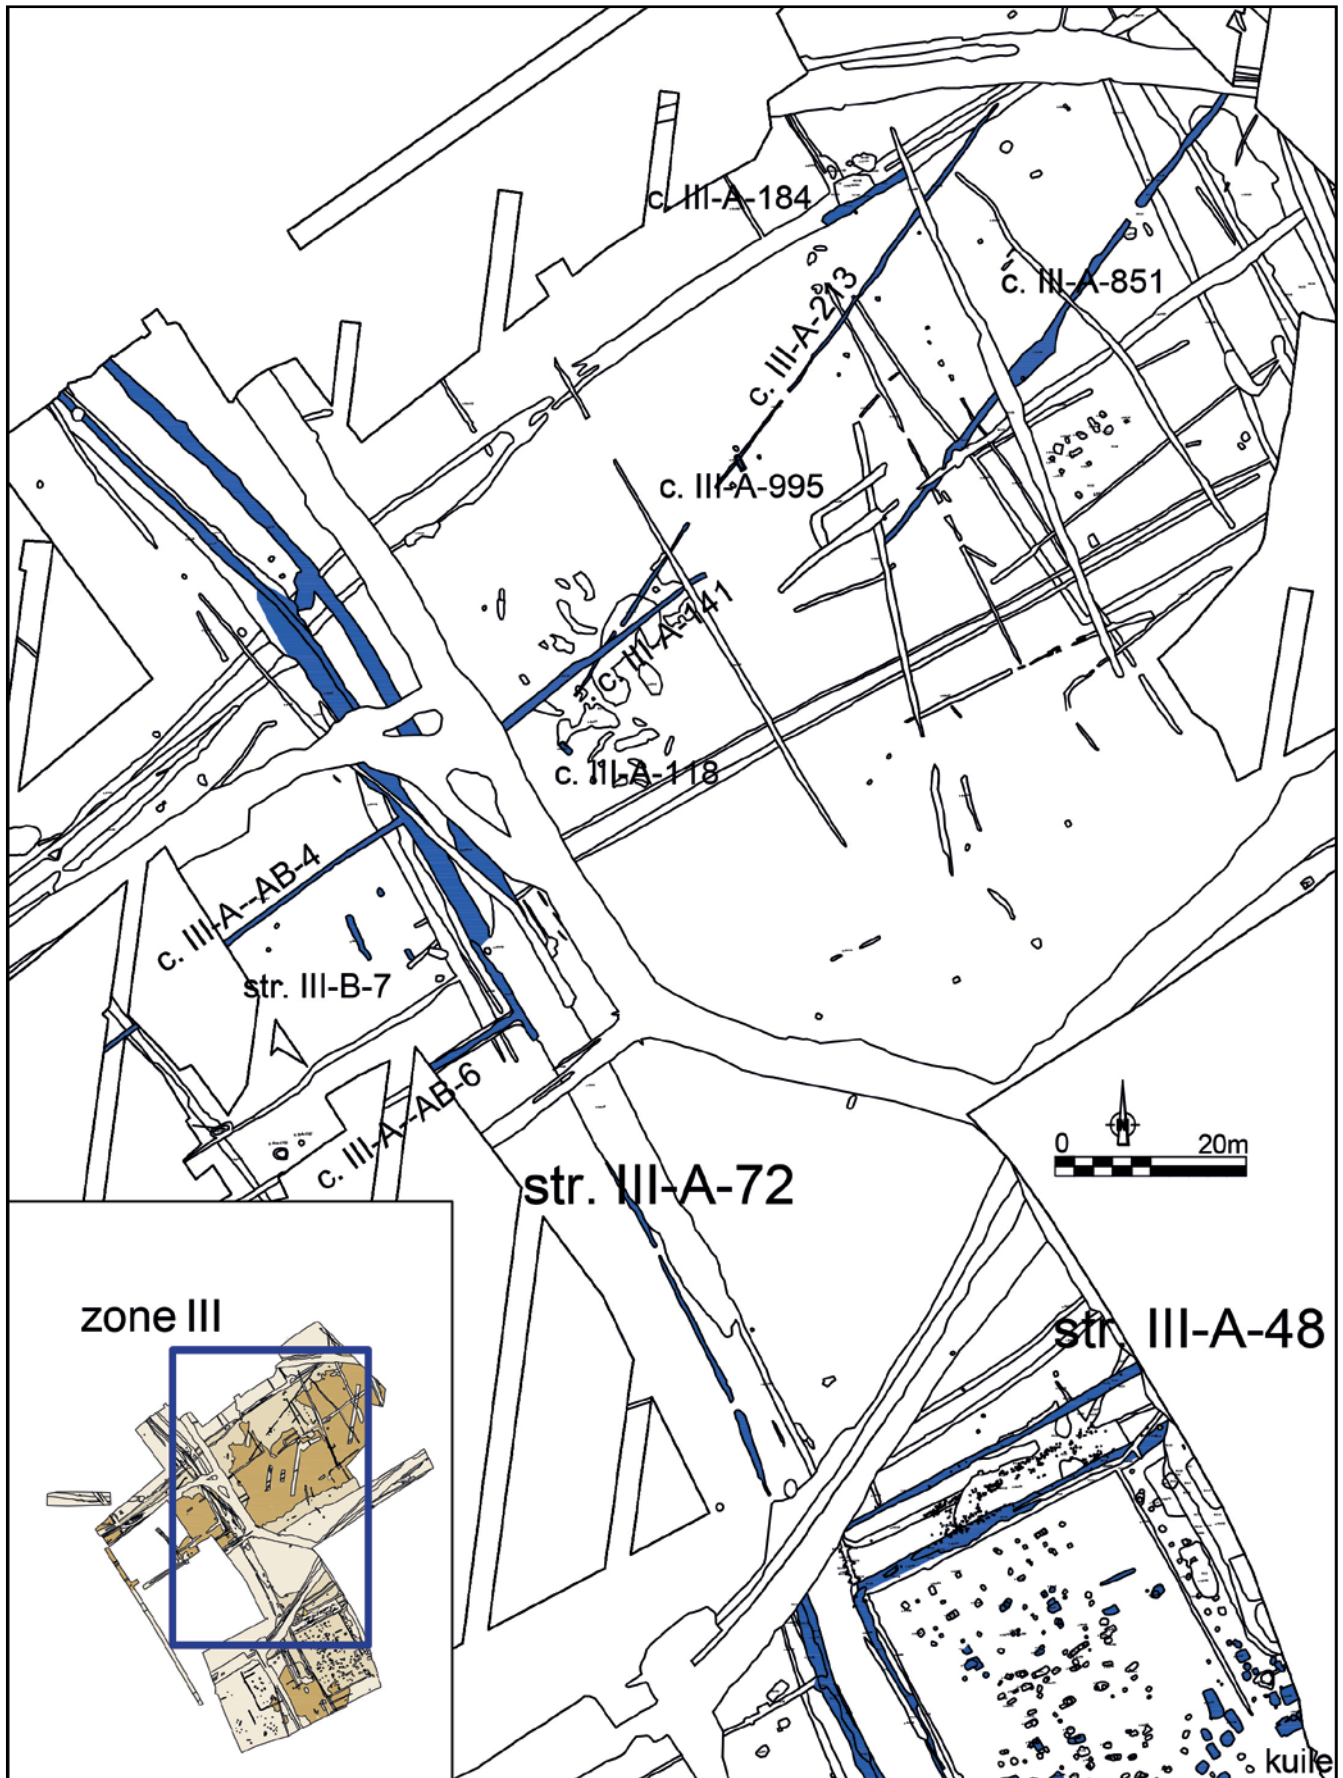 c. III-A-184
c. III-A-213
c. III-A-851
c. III-A-995
c. III-A-141
c. III-A-118
c. III-A--AB-4
str. III-B-7
c. III-A--AB-6
N
0 20m
str. III-A-72
zone III
str. III-A-48
kuile